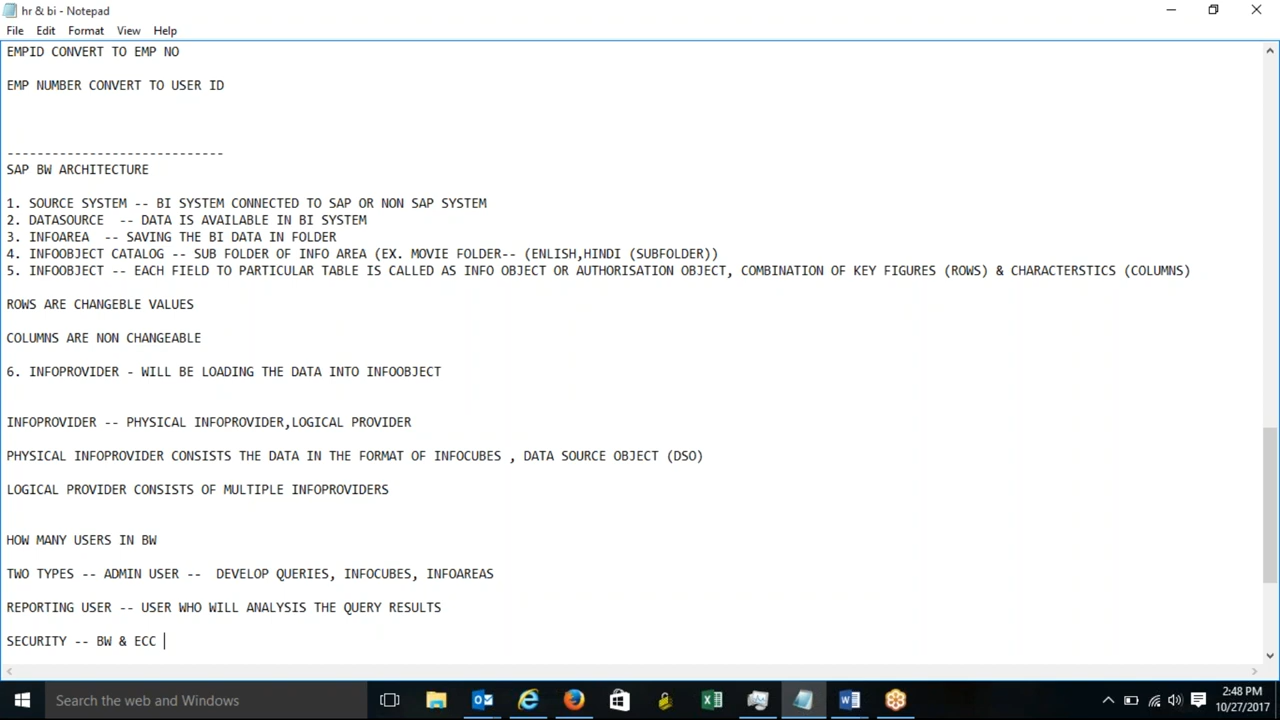 hr & bi - Notepad
File Edit Format View Help
EMPID CONVERT TO EMP NO
EMP NUMBER CONVERT TO USER ID
-----------------------------
SAP BW ARCHITECTURE
1. SOURCE SYSTEM -- BI SYSTEM CONNECTED TO SAP OR NON SAP SYSTEM
2. DATASOURCE -- DATA IS AVAILABLE IN BI SYSTEM
3. INFOAREA -- SAVING THE BI DATA IN FOLDER
4. INFOOBJECT CATALOG -- SUB FOLDER OF INFO AREA (EX. MOVIE FOLDER-- (ENLISH,HINDI (SUBFOLDER))
5. INFOOBJECT -- EACH FIELD TO PARTICULAR TABLE IS CALLED AS INFO OBJECT OR AUTHORISATION OBJECT, COMBINATION OF KEY FIGURES (ROWS) & CHARACTERSTICS (COLUMNS)
ROWS ARE CHANGEBLE VALUES
COLUMNS ARE NON CHANGEABLE
6. INFOPROVIDER - WILL BE LOADING THE DATA INTO INFOOBJECT
INFOPROVIDER -- PHYSICAL INFOPROVIDER,LOGICAL PROVIDER
PHYSICAL INFOPROVIDER CONSISTS THE DATA IN THE FORMAT OF INFOCUBES , DATA SOURCE OBJECT (DSO)
LOGICAL PROVIDER CONSISTS OF MULTIPLE INFOPROVIDERS
HOW MANY USERS IN BW
TWO TYPES -- ADMIN USER -- DEVELOP QUERIES, INFOCUBES, INFOAREAS
REPORTING USER -- USER WHO WILL ANALYSIS THE QUERY RESULTS
SECURITY -- BW & ECC
Search the web and Windows
2:48 PM
10/27/2017